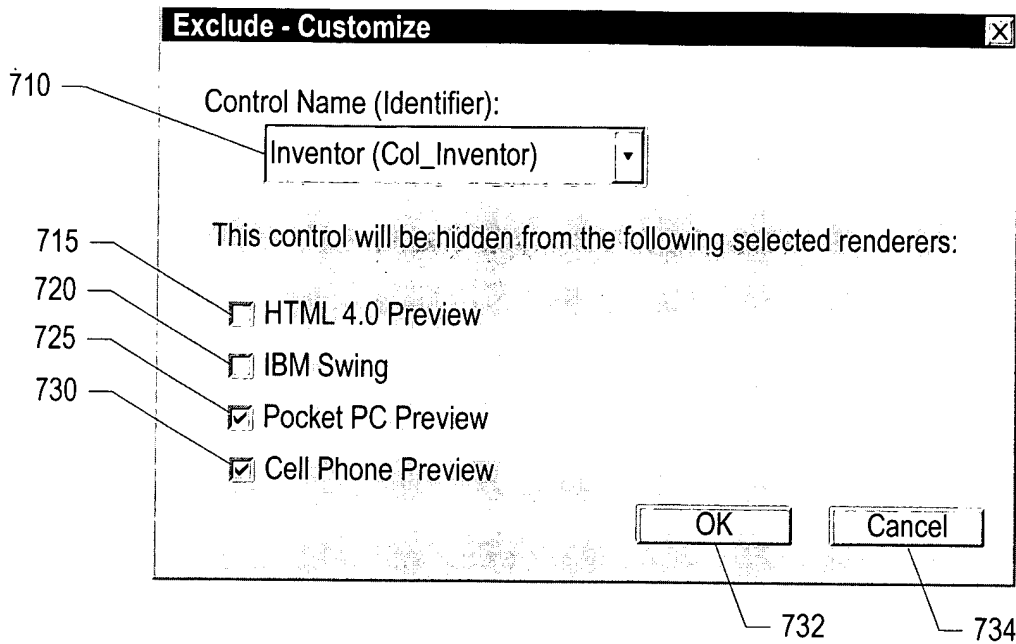 Exclude - Customize
710
Control Name (Identifier):
Inventor (Col_Inventor)
This control will be hidden from the following selected renderers:
715
HTML 4.0 Preview
720
IBM Swing
725
Pocket PC Preview
730
Cell Phone Preview
OK
Cancel
732
734